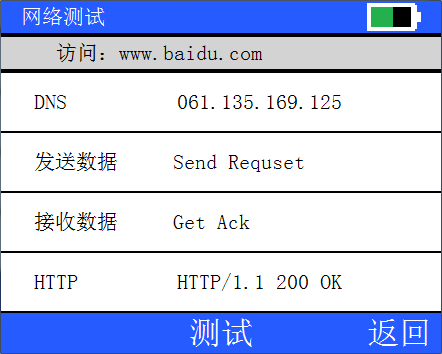 网络测试
访问：www.baidu.com
DNS 061.135.169.125
发送数据 Send Requset
接收数据 Get Ack
HTTP HTTP/1.1 200 OK
测试 返回